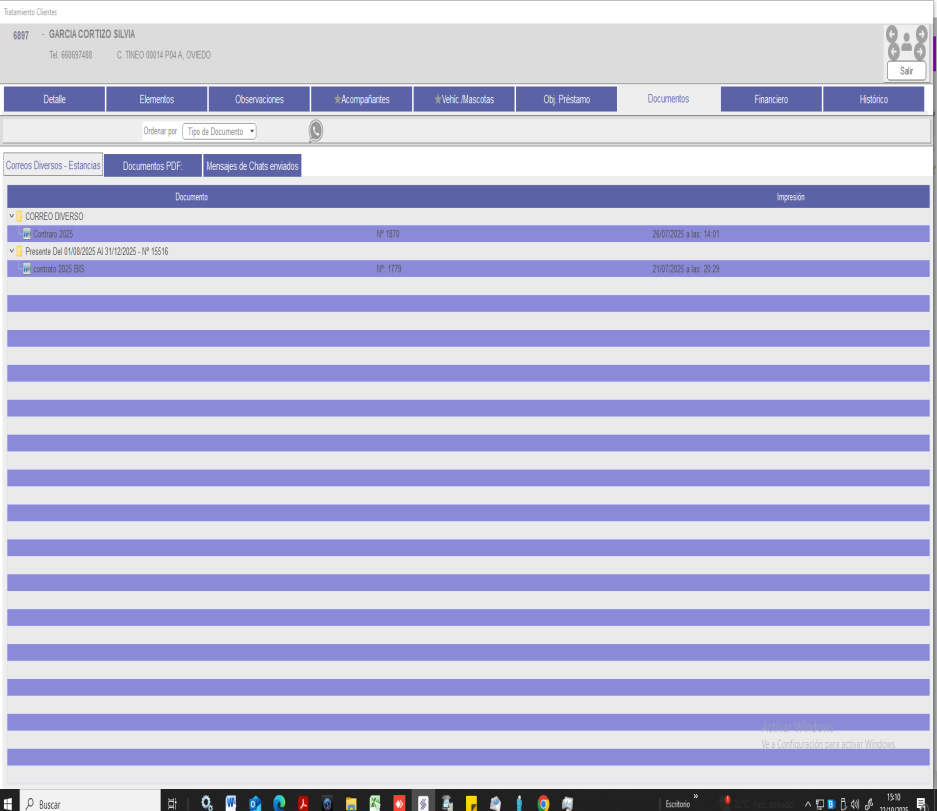 Tratamiento Clientes
6897 - GARCIA CORTIZO SILVIA
Tel. 660697488 C. TINEO 00014 P04 A, OVIEDO
Salir
Detalle Elementos Observaciones ★Acompañantes ★Vehic./Mascotas Obj. Préstamo Documentos Financiero Histórico
Ordenar por Tipo de Documento
Correos Diversos - Estancias Documentos PDF: Mensajes de Chats enviados
Documento Impresión
CORREO DIVERSO
Contraro 2025 Nº 1870 26/07/2025 a las: 14:01
Presente Del 01/08/2025 Al 31/12/2025 - Nº 15516
contrato 2025 BIS Nº 1779 21/07/2025 a las: 20:29
Activar Windows
Ve a Configuración para activar Windows.
Buscar Escritorio » 15:10
22/10/2025